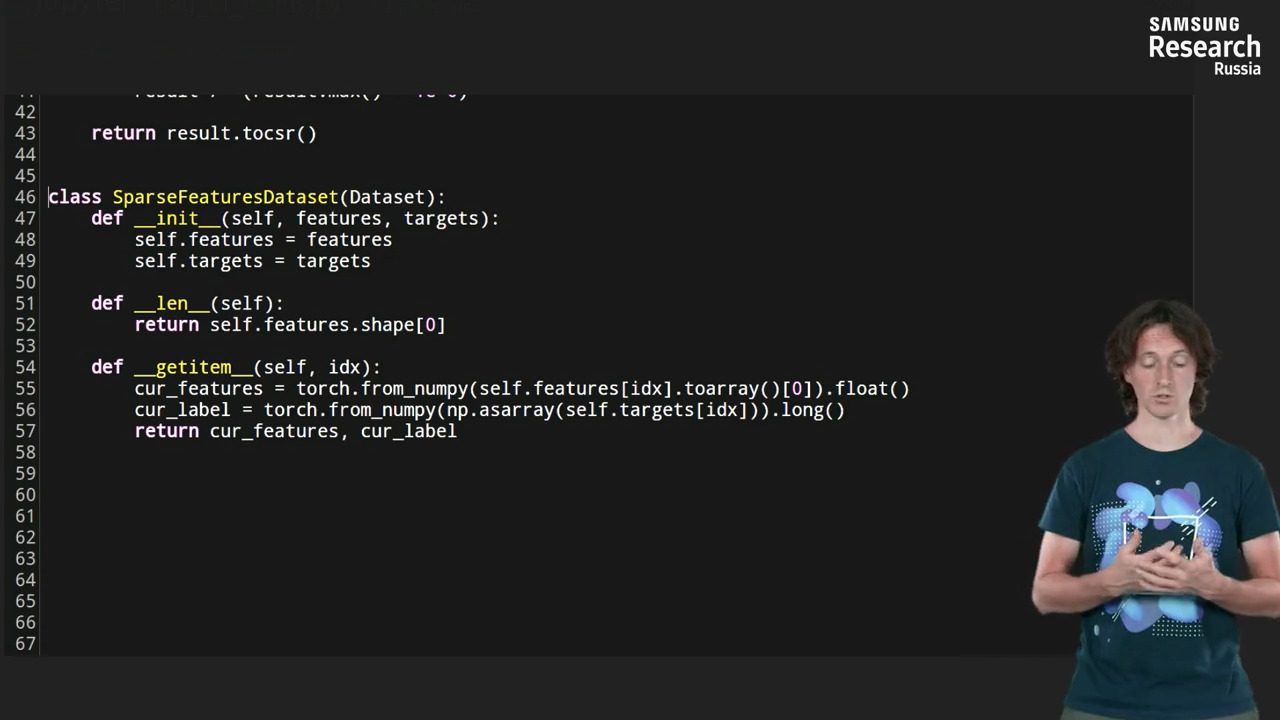 SAMSUNG
Research
Russia
42
43 return result.tocsr()
44
45
46 class SparseFeaturesDataset(Dataset):
47 def __init__(self, features, targets):
48 self.features = features
49 self.targets = targets
50
51 def __len__(self):
52 return self.features.shape[0]
53
54 def __getitem__(self, idx):
55 cur_features = torch.from_numpy(self.features[idx].toarray()[0]).float()
56 cur_label = torch.from_numpy(np.asarray(self.targets[idx])).long()
57 return cur_features, cur_label
58
59
60
61
62
63
64
65
66
67